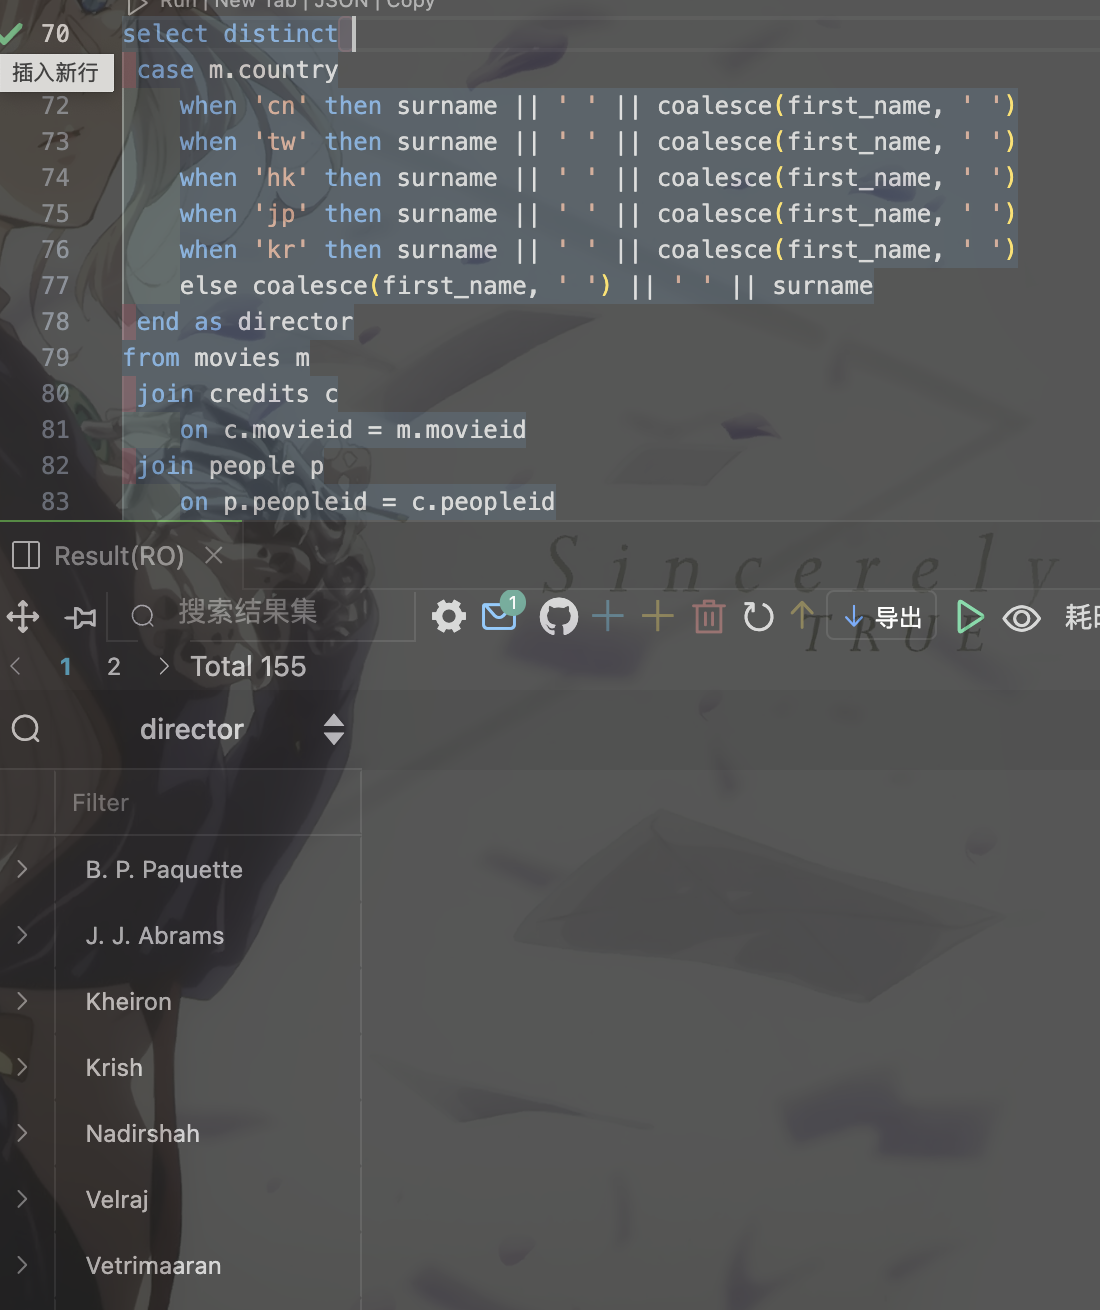 Run | New Tab | JSON | Copy
70 select distinct
插入新行 case m.country
72 when 'cn' then surname || ' ' || coalesce(first_name, ' ')
73 when 'tw' then surname || ' ' || coalesce(first_name, ' ')
74 when 'hk' then surname || ' ' || coalesce(first_name, ' ')
75 when 'jp' then surname || ' ' || coalesce(first_name, ' ')
76 when 'kr' then surname || ' ' || coalesce(first_name, ' ')
77 else coalesce(first_name, ' ') || ' ' || surname
78 end as director
79 from movies m
80 join credits c
81 on c.movieid = m.movieid
82 join people p
83 on p.peopleid = c.peopleid
Sincerely
Result(RO)
搜索结果集 1 导出 耗时
TRUE
1 2 Total 155
director
Filter
B. P. Paquette
J. J. Abrams
Kheiron
Krish
Nadirshah
Velraj
Vetrimaaran